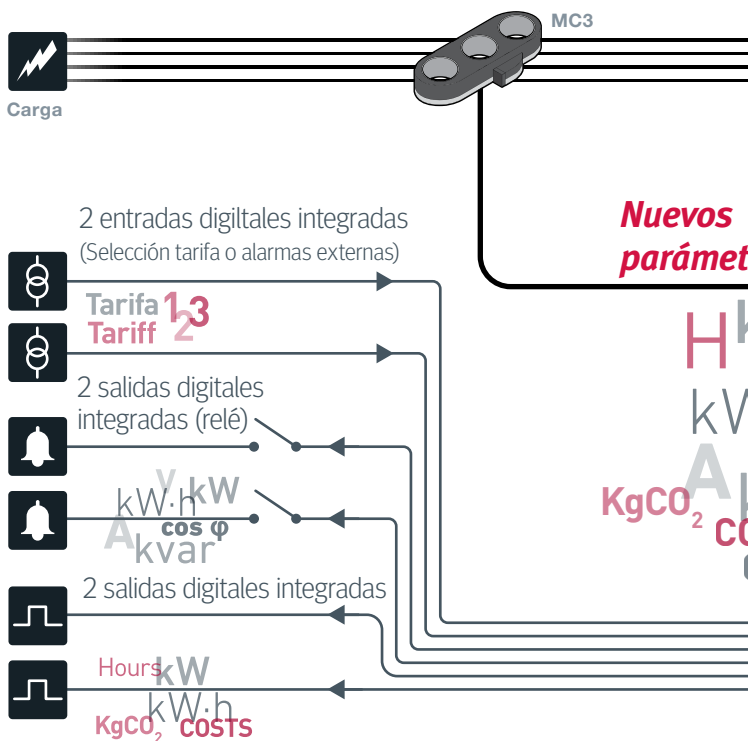 MC3
Carga
2 entradas digiltales integradas
(Selección tarifa o alarmas externas)
Tarifa 1 2 3
Tariff
Nuevos
parámet
H
kW
2 salidas digitales
integradas (relé)
V
kW·h kW
A cos φ
kvar
A
KgCO2
CO
2 salidas digitales integradas
Hours kW
kW·h
KgCO2 COSTS